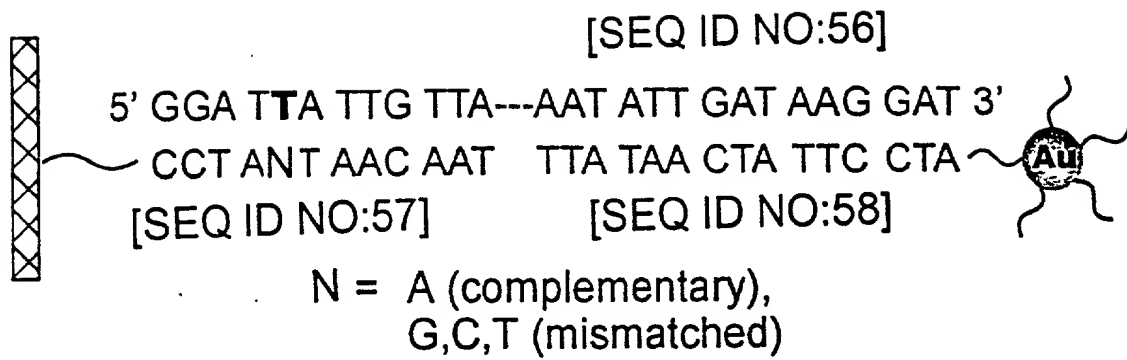 [SEQ ID NO:56]
5' GGA TTA TTG TTA---AAT ATT GAT AAG GAT 3'
CCT ANT AAC AAT TTA TAA CTA TTC CTA
Au
[SEQ ID NO:57] [SEQ ID NO:58]
N = A (complementary),
G,C,T (mismatched)